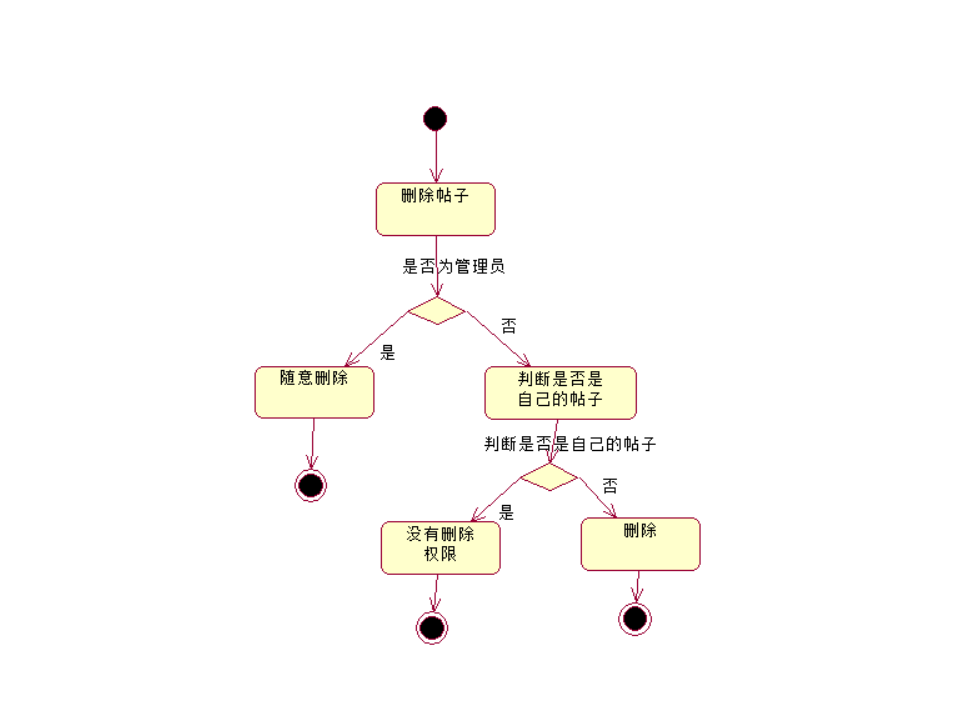 删除帖子
是否为管理员
否
是
随意删除
判断是否是
自己的帖子
判断是否是自己的帖子
否
是
没有删除
权限
删除